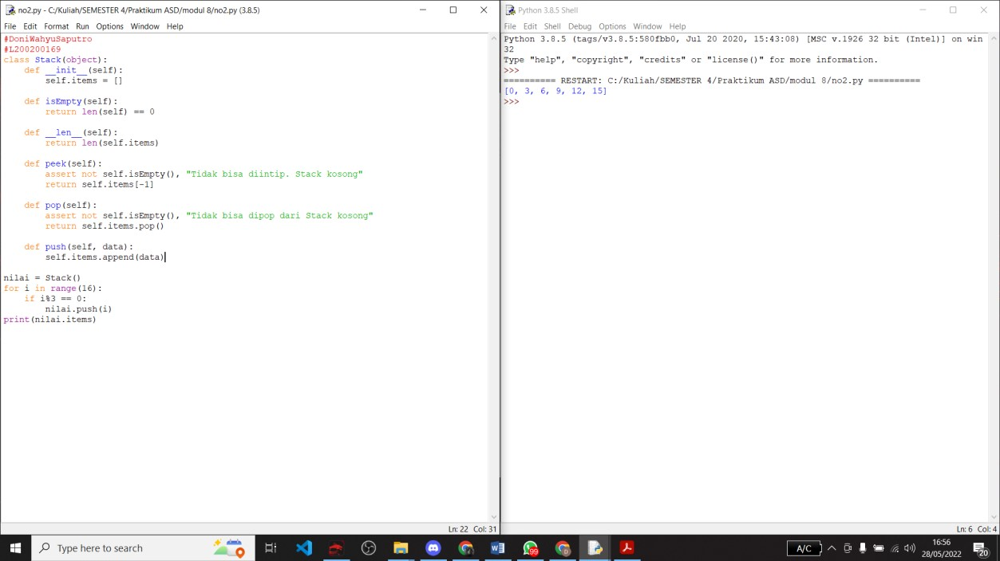 no2.py - C:/Kuliah/SEMESTER 4/Praktikum ASD/modul 8/no2.py (3.8.5)
File Edit Format Run Options Window Help
#DoniWahyuSaputro
#L200200169
class Stack(object):
    def __init__(self):
        self.items = []
    def isEmpty(self):
        return len(self) == 0
    def __len__(self):
        return len(self.items)
    def peek(self):
        assert not self.isEmpty(), "Tidak bisa diintip. Stack kosong"
        return self.items[-1]
    def pop(self):
        assert not self.isEmpty(), "Tidak bisa dipop dari Stack kosong"
        return self.items.pop()
    def push(self, data):
        self.items.append(data)
nilai = Stack()
for i in range(16):
    if i%3 == 0:
        nilai.push(i)
print(nilai.items)
Ln: 22 Col: 31
Python 3.8.5 Shell
File Edit Shell Debug Options Window Help
Python 3.8.5 (tags/v3.8.5:580fbb0, Jul 20 2020, 15:43:08) [MSC v.1926 32 bit (Intel)] on win
32
Type "help", "copyright", "credits" or "license()" for more information.
>>>
========== RESTART: C:/Kuliah/SEMESTER 4/Praktikum ASD/modul 8/no2.py ==========
[0, 3, 6, 9, 12, 15]
>>>
Ln: 6 Col: 4
Type here to search
99
D
A/C
16:56
28/05/2022
20